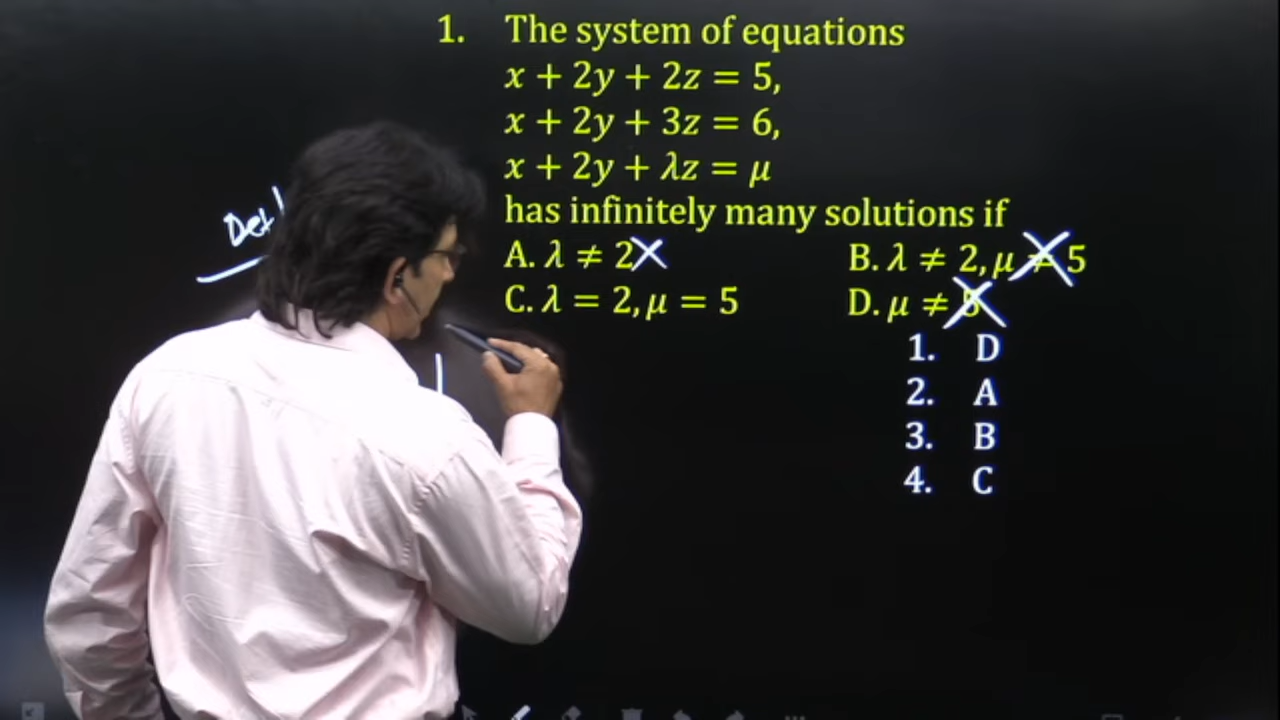 1. The system of equations
x + 2y + 2z = 5,
x + 2y + 3z = 6,
x + 2y + λz = μ
has infinitely many solutions if
A. λ ≠ 2 B. λ ≠ 2, μ ≠ 5
C. λ = 2, μ = 5 D. μ ≠ 5
1. D
2. A
3. B
4. C
Det